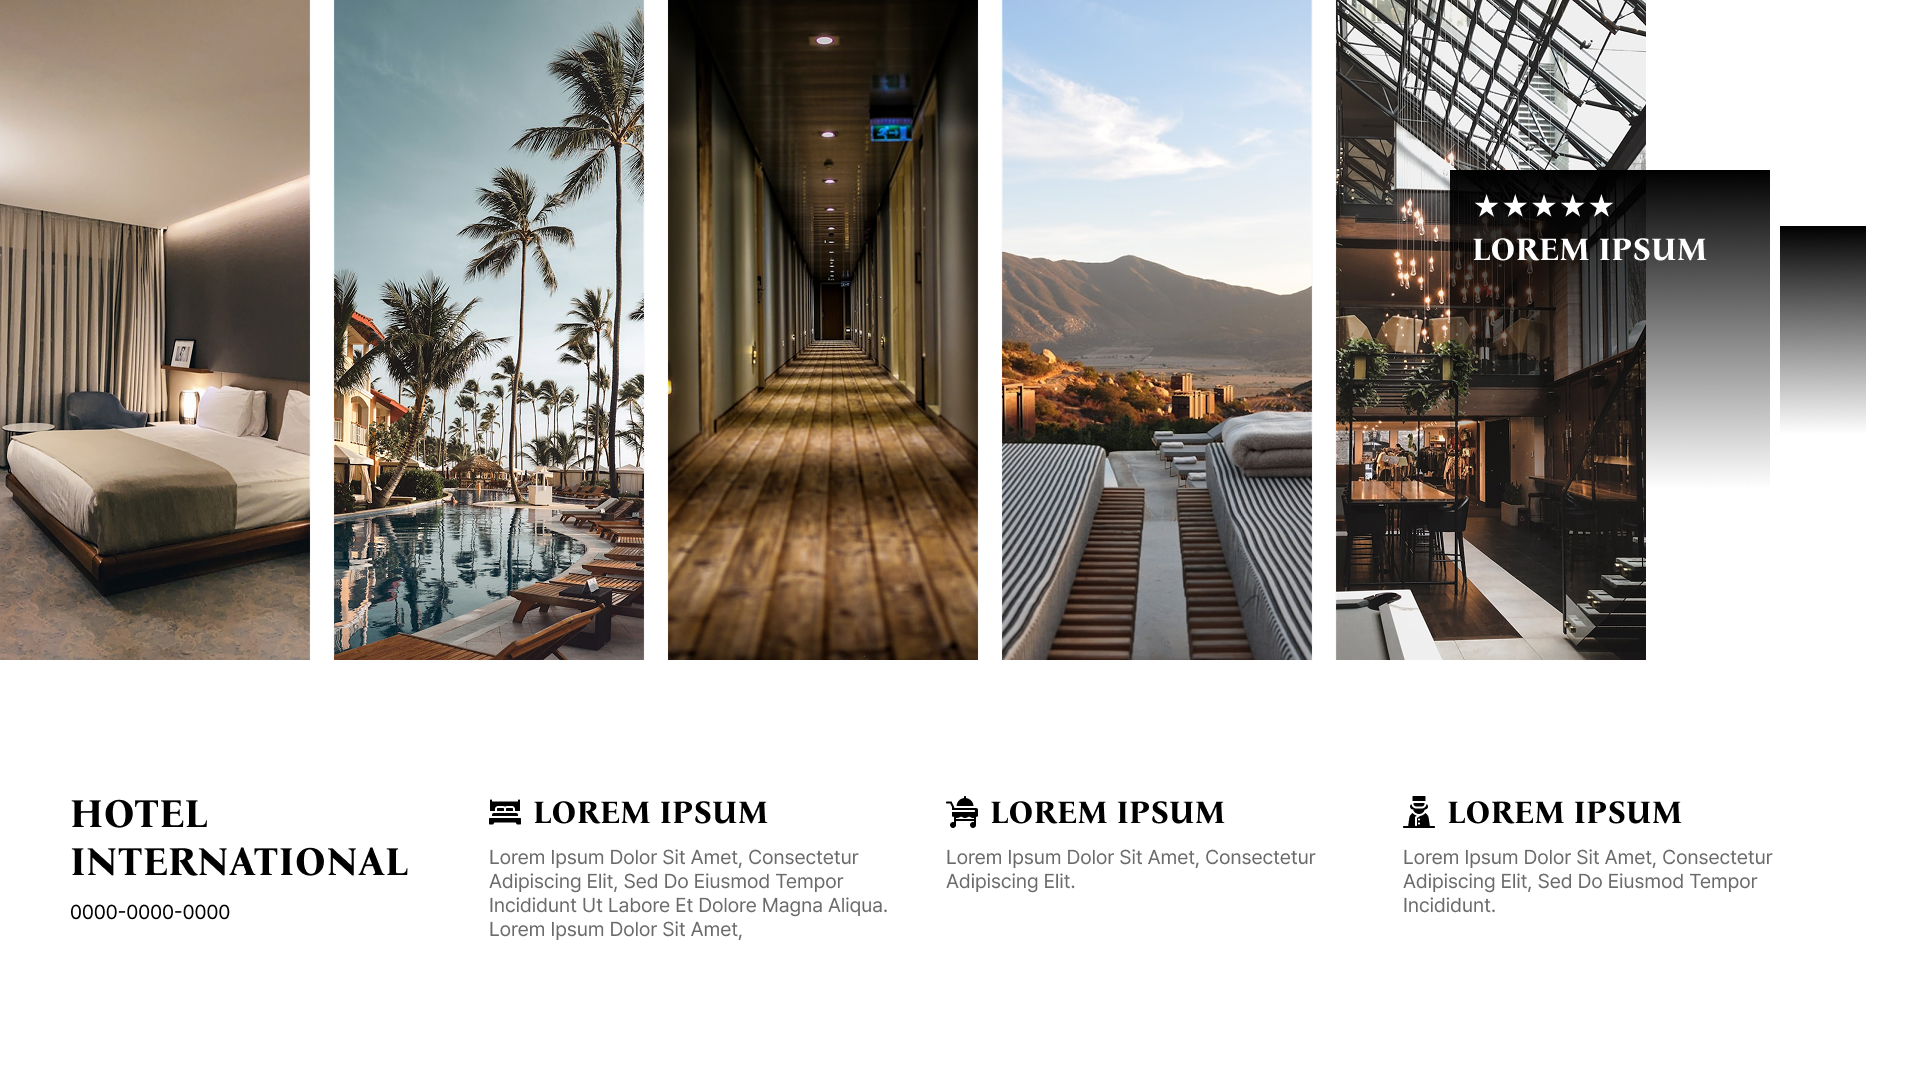 ★★★★★
LOREM IPSUM
HOTEL
INTERNATIONAL
0000-0000-0000
LOREM IPSUM
Lorem Ipsum Dolor Sit Amet, Consectetur
Adipiscing Elit, Sed Do Eiusmod Tempor
Incididunt Ut Labore Et Dolore Magna Aliqua.
Lorem Ipsum Dolor Sit Amet,
LOREM IPSUM
Lorem Ipsum Dolor Sit Amet, Consectetur
Adipiscing Elit.
LOREM IPSUM
Lorem Ipsum Dolor Sit Amet, Consectetur
Adipiscing Elit, Sed Do Eiusmod Tempor
Incididunt.